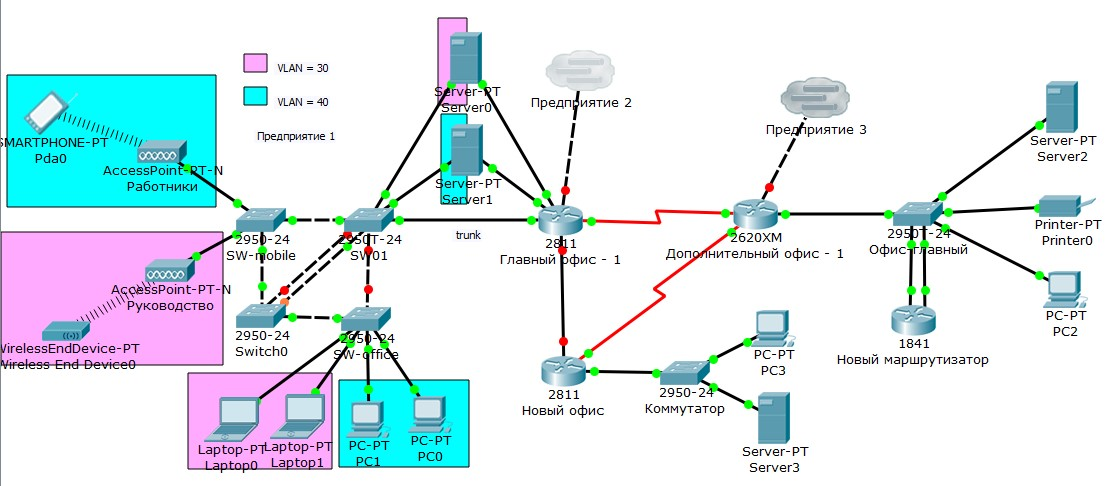 VLAN = 30
VLAN = 40
Предприятие 1
SMARTPHONE-PT
Pda0
AccessPoint-PT-N
Работники
Server-PT
Server0
Server-PT
Server1
Предприятие 2
Предприятие 3
Server-PT
Server2
2950-24
SW-mobile
2950T-24
SW01
trunk
2811
Главный офис - 1
2620XM
Дополнительный офис - 1
2950T-24
Офис-главный
Printer-PT
Printer0
AccessPoint-PT-N
Руководство
WirelessEndDevice-PT
Wireless End Device0
2950-24
Switch0
2950-24
SW-office
PC-PT
PC2
1841
Новый маршрутизатор
PC-PT
PC3
2811
Новый офис
2950-24
Коммутатор
Laptop-PT
Laptop0
Laptop-PT
Laptop1
PC-PT
PC1
PC-PT
PC0
Server-PT
Server3